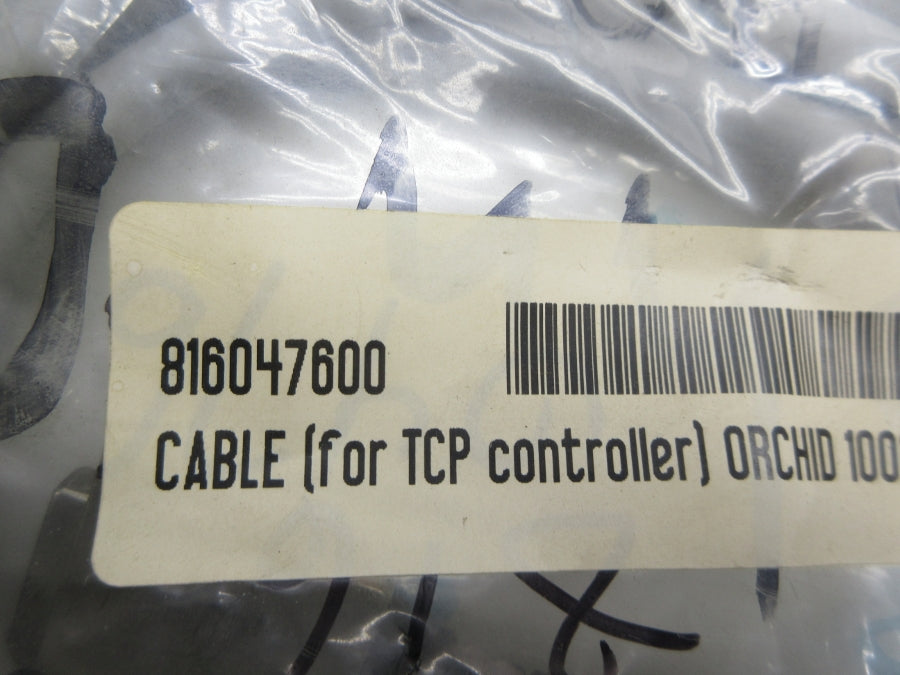 816047600
CABLE (for TCP controller) ORCHID 100